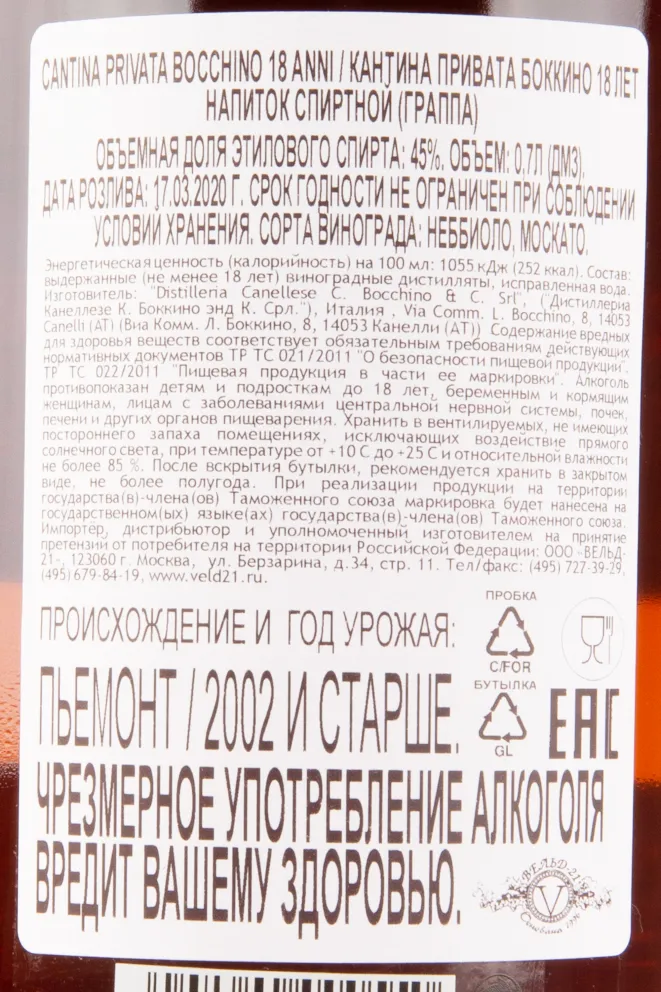 CANTINA PRIVATA BOCCHINO 18 ANNI / КАНТИНА ПРИВАТА БОККИНО 18 ЛЕТ
НАПИТОК СПИРТНОЙ (ГРАППА)
ОБЪЕМНАЯ ДОЛЯ ЭТИЛОВОГО СПИРТА: 45%. ОБЪЕМ: 0,7Л (ДМ3).
ДАТА РОЗЛИВА: 17.03.2020 Г. СРОК ГОДНОСТИ НЕ ОГРАНИЧЕН ПРИ СОБЛЮДЕНИИ
УСЛОВИЙ ХРАНЕНИЯ. СОРТА ВИНОГРАДА: НЕББИОЛО, МОСКАТО.
Энергетическая ценность (калорийность) на 100 мл: 1055 кДж (252 ккал). Состав:
выдержанные (не менее 18 лет) виноградные дистилляты, исправленная вода.
Изготовитель: "Distilleria Canellese C. Bocchino & C. Srl", ("Дистиллериа
Канеллезе К. Боккино энд К. Срл."), Италия , Via Comm. L. Bocchino, 8, 14053
Canelli (AT) (Виа Комм. Л. Боккино, 8, 14053 Канелли (АТ)) Содержание вредных
для здоровья веществ соответствует обязательным требованиям действующих
нормативных документов ТР ТС 021/2011 "О безопасности пищевой продукции".
ТР ТС 022/2011 "Пищевая продукция в части ее маркировки". Алкоголь
противопоказан детям и подросткам до 18 лет, беременным и кормящим
женщинам, лицам с заболеваниями центральной нервной системы, почек,
печени и других органов пищеварения. Хранить в вентилируемых, не имеющих
постороннего запаха помещениях, исключающих воздействие прямого
солнечного света, при температуре от +10 С до +25 С и относительной влажности
не более 85 %. После вскрытия бутылки, рекомендуется хранить в закрытом
виде, не более полугода. При реализации продукции на территории
государства(в)-члена(ов) Таможенного союза маркировка будет нанесена на
государственном(ых) языке(ах) государства(в)-члена(ов) Таможенного союза.
Импортёр, дистрибьютор и уполномоченный изготовителем на принятие
претензий от потребителя на территории Российской Федерации: ООО «ВЕЛЬД-
21», 123060 г. Москва, ул. Берзарина, д.34, стр. 11. Тел/факс: (495) 727-39-29,
(495) 679-84-19, www.veld21.ru.
ПРОИСХОЖДЕНИЕ И ГОД УРОЖАЯ:
ПЬЕМОНТ / 2002 И СТАРШЕ.
ПРОБКА
C/FOR
БУТЫЛКА
GL
EAC
ЧРЕЗМЕРНОЕ УПОТРЕБЛЕНИЕ АЛКОГОЛЯ
ВРЕДИТ ВАШЕМУ ЗДОРОВЬЮ.
ВЕЛЬД-21
V